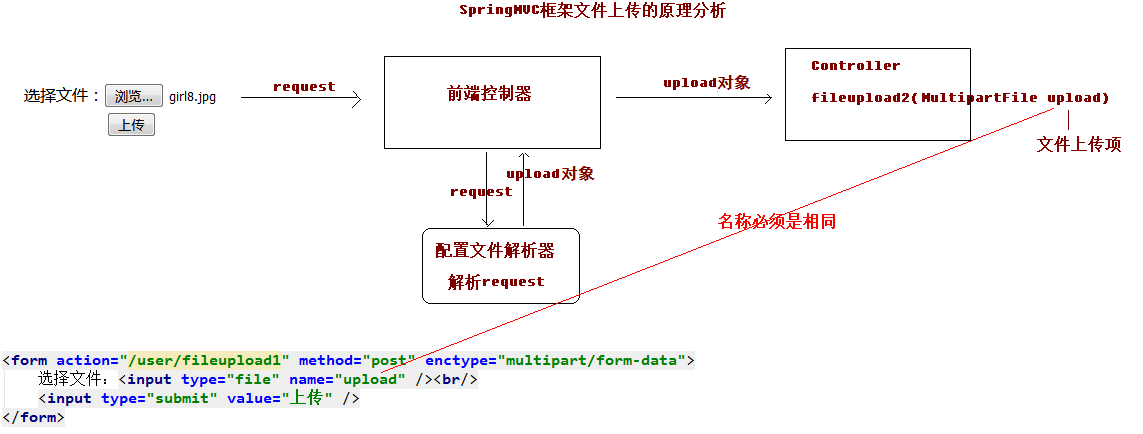 SpringMVC框架文件上传的原理分析
选择文件： 浏览... girl8.jpg
上传
request
前端控制器
upload对象
Controller
fileupload2(MultipartFile upload)
文件上传项
request
upload对象
名称必须是相同
配置文件解析器
解析request
<form action="/user/fileupload1" method="post" enctype="multipart/form-data">
选择文件：<input type="file" name="upload" /><br/>
<input type="submit" value="上传" />
</form>